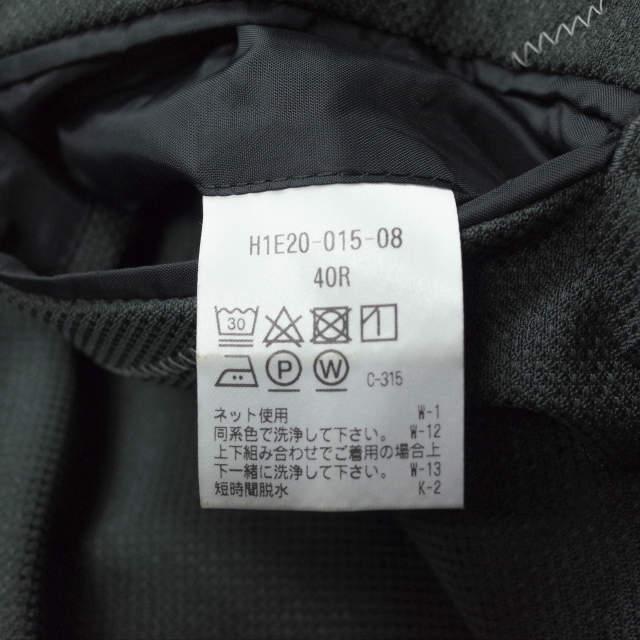 H1E20-015-08
40R
30
P W C-315
ネット使用 W-1
同系色で洗浄して下さい。 W-12
上下組み合わせでご着用の場合上
下一緒に洗浄して下さい。 W-13
短時間脱水 K-2